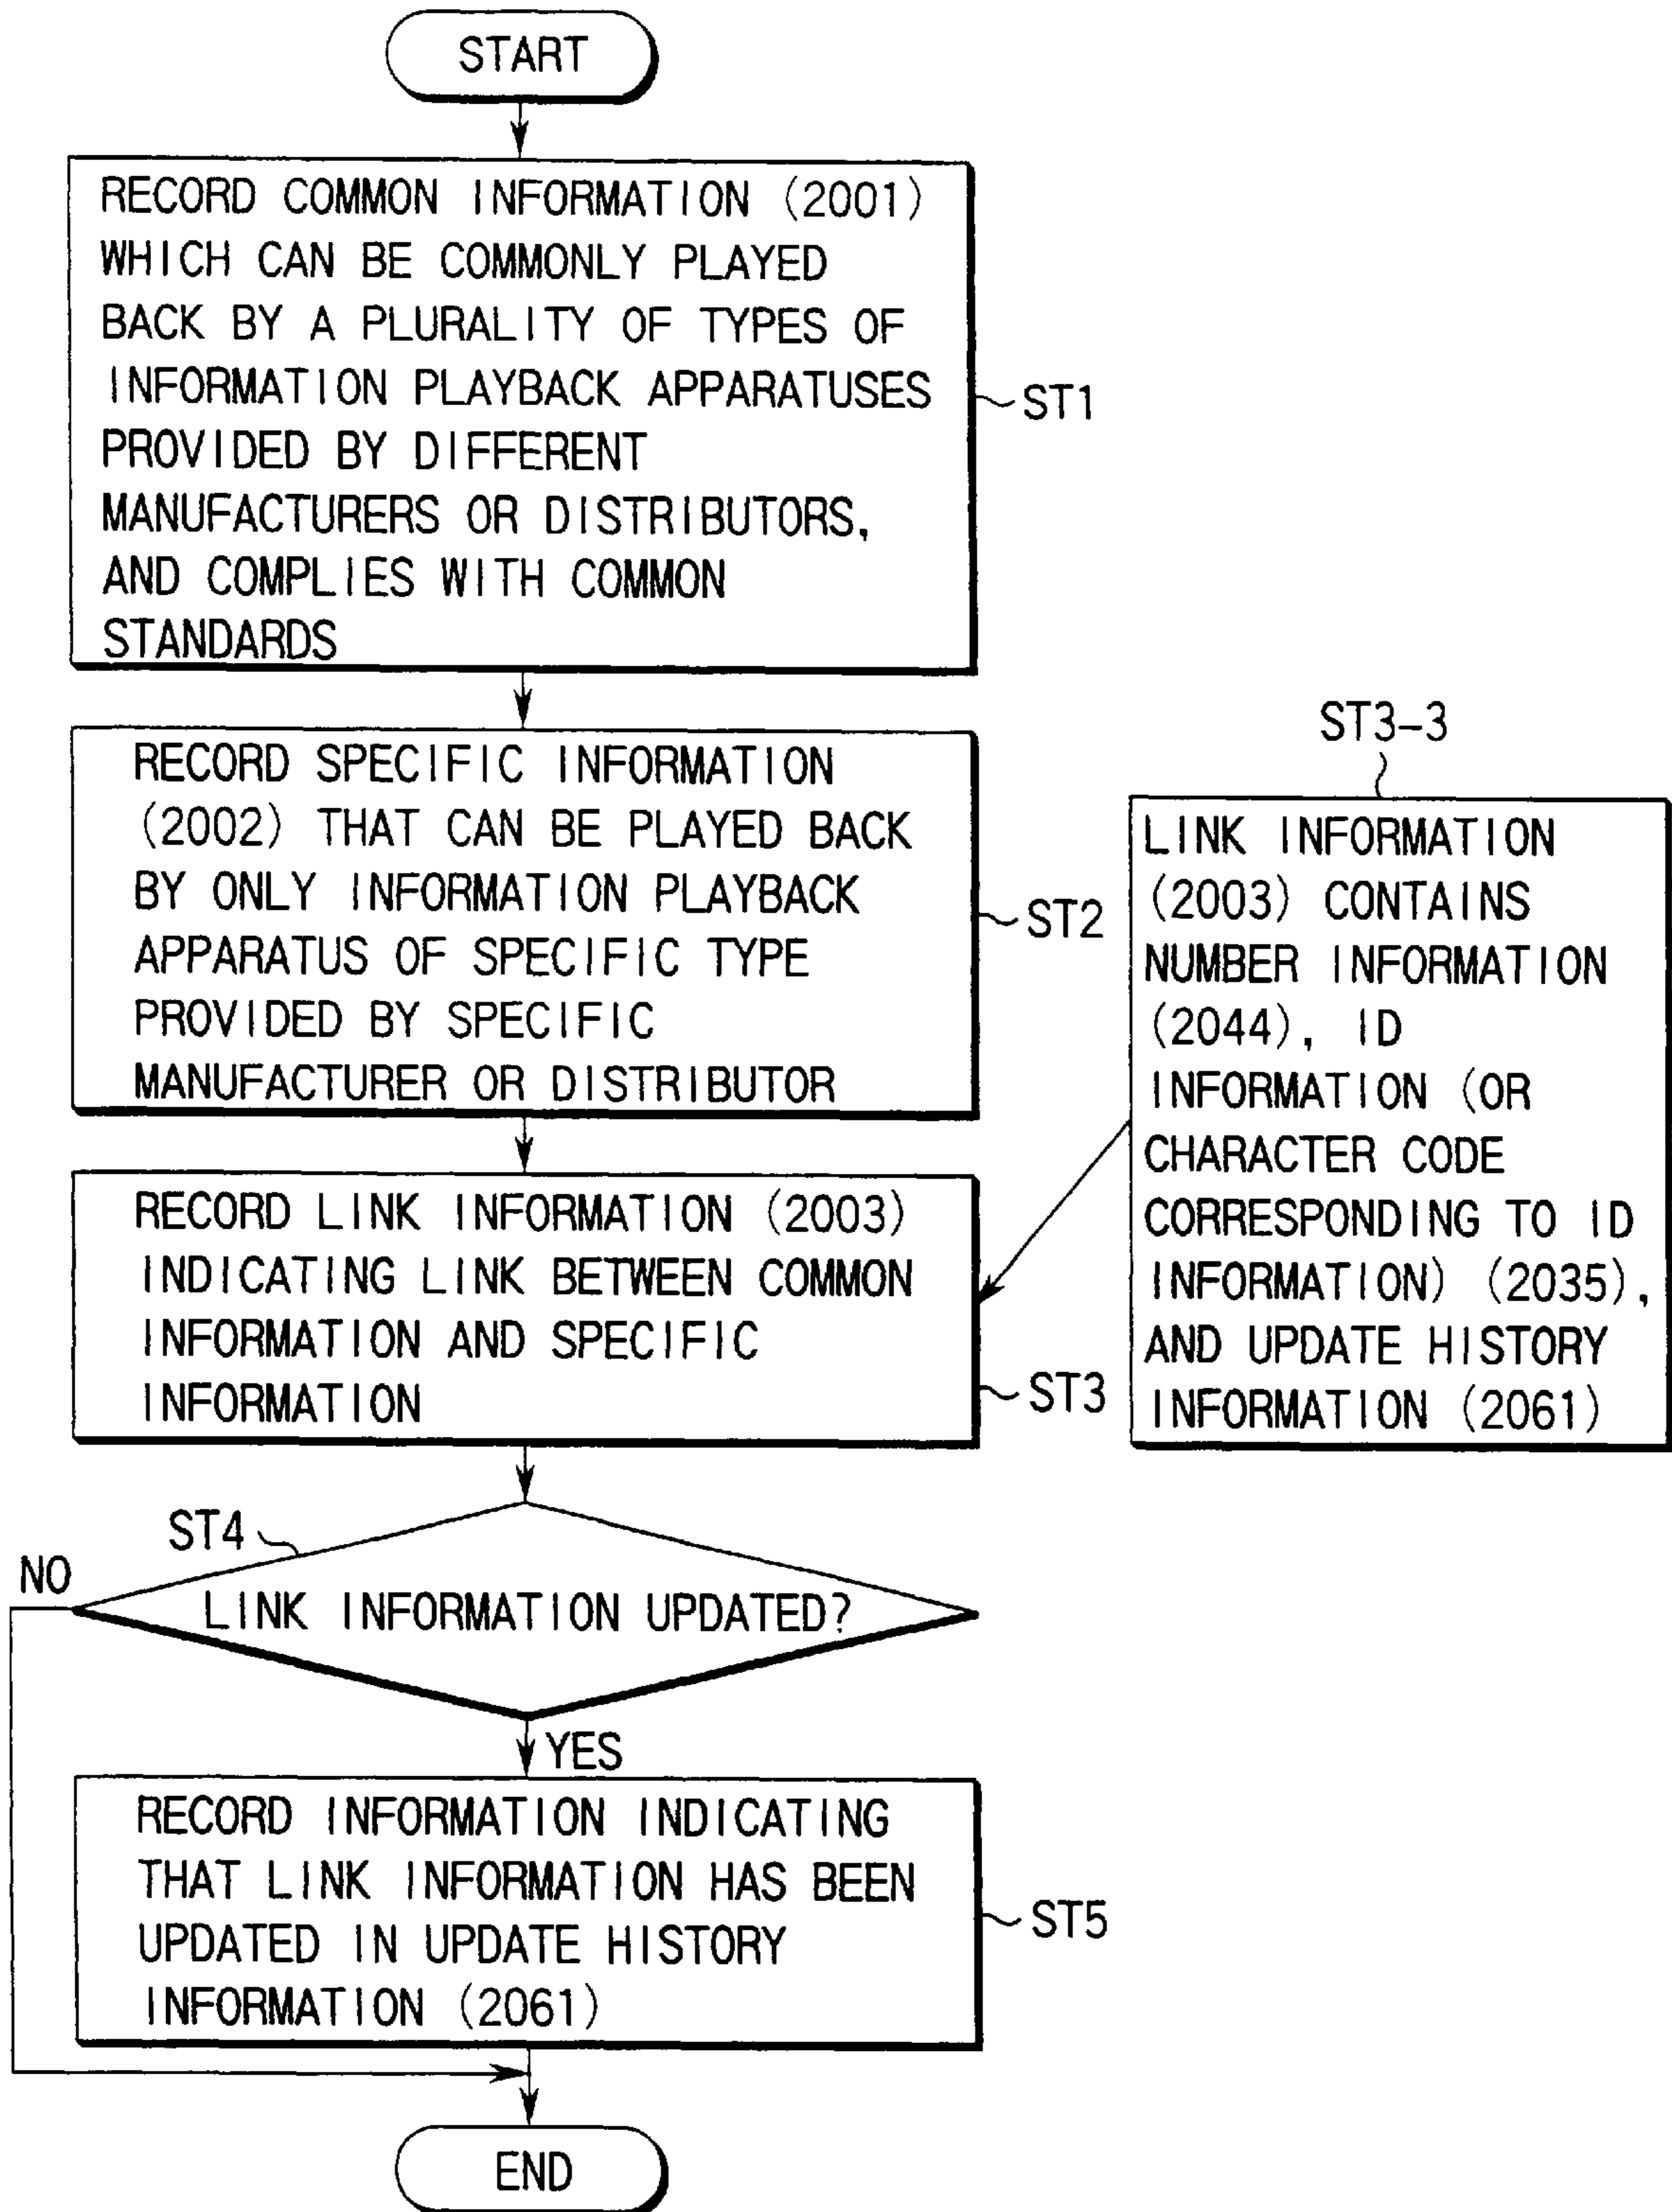 START
RECORD COMMON INFORMATION (2001)
WHICH CAN BE COMMONLY PLAYED
BACK BY A PLURALITY OF TYPES OF
INFORMATION PLAYBACK APPARATUSES
PROVIDED BY DIFFERENT
MANUFACTURERS OR DISTRIBUTORS,
AND COMPLIES WITH COMMON
STANDARDS
ST1
RECORD SPECIFIC INFORMATION
(2002) THAT CAN BE PLAYED BACK
BY ONLY INFORMATION PLAYBACK
APPARATUS OF SPECIFIC TYPE
PROVIDED BY SPECIFIC
MANUFACTURER OR DISTRIBUTOR
ST2
ST3-3
LINK INFORMATION
(2003) CONTAINS
NUMBER INFORMATION
(2044), ID
INFORMATION (OR
CHARACTER CODE
CORRESPONDING TO ID
INFORMATION) (2035),
AND UPDATE HISTORY
INFORMATION (2061)
RECORD LINK INFORMATION (2003)
INDICATING LINK BETWEEN COMMON
INFORMATION AND SPECIFIC
INFORMATION
ST3
ST4
NO
LINK INFORMATION UPDATED?
YES
RECORD INFORMATION INDICATING
THAT LINK INFORMATION HAS BEEN
UPDATED IN UPDATE HISTORY
INFORMATION (2061)
ST5
END